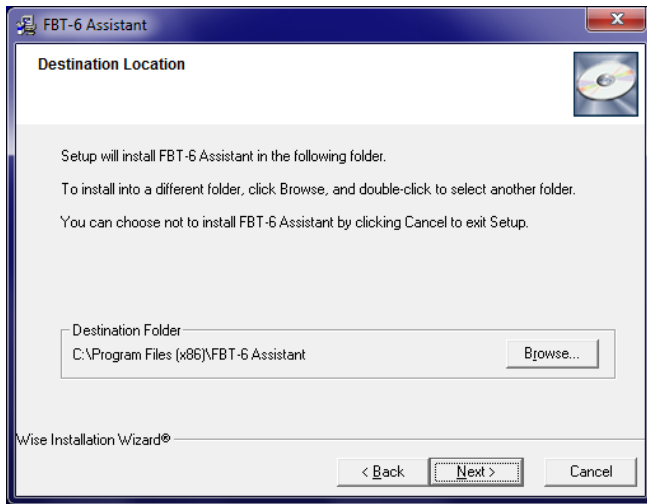 FBT-6 Assistant
Destination Location
Setup will install FBT-6 Assistant in the following folder.
To install into a different folder, click Browse, and double-click to select another folder.
You can choose not to install FBT-6 Assistant by clicking Cancel to exit Setup.
Destination Folder
C:\Program Files (x86)\FBT-6 Assistant
Browse...
Wise Installation Wizard®
< Back
Next >
Cancel